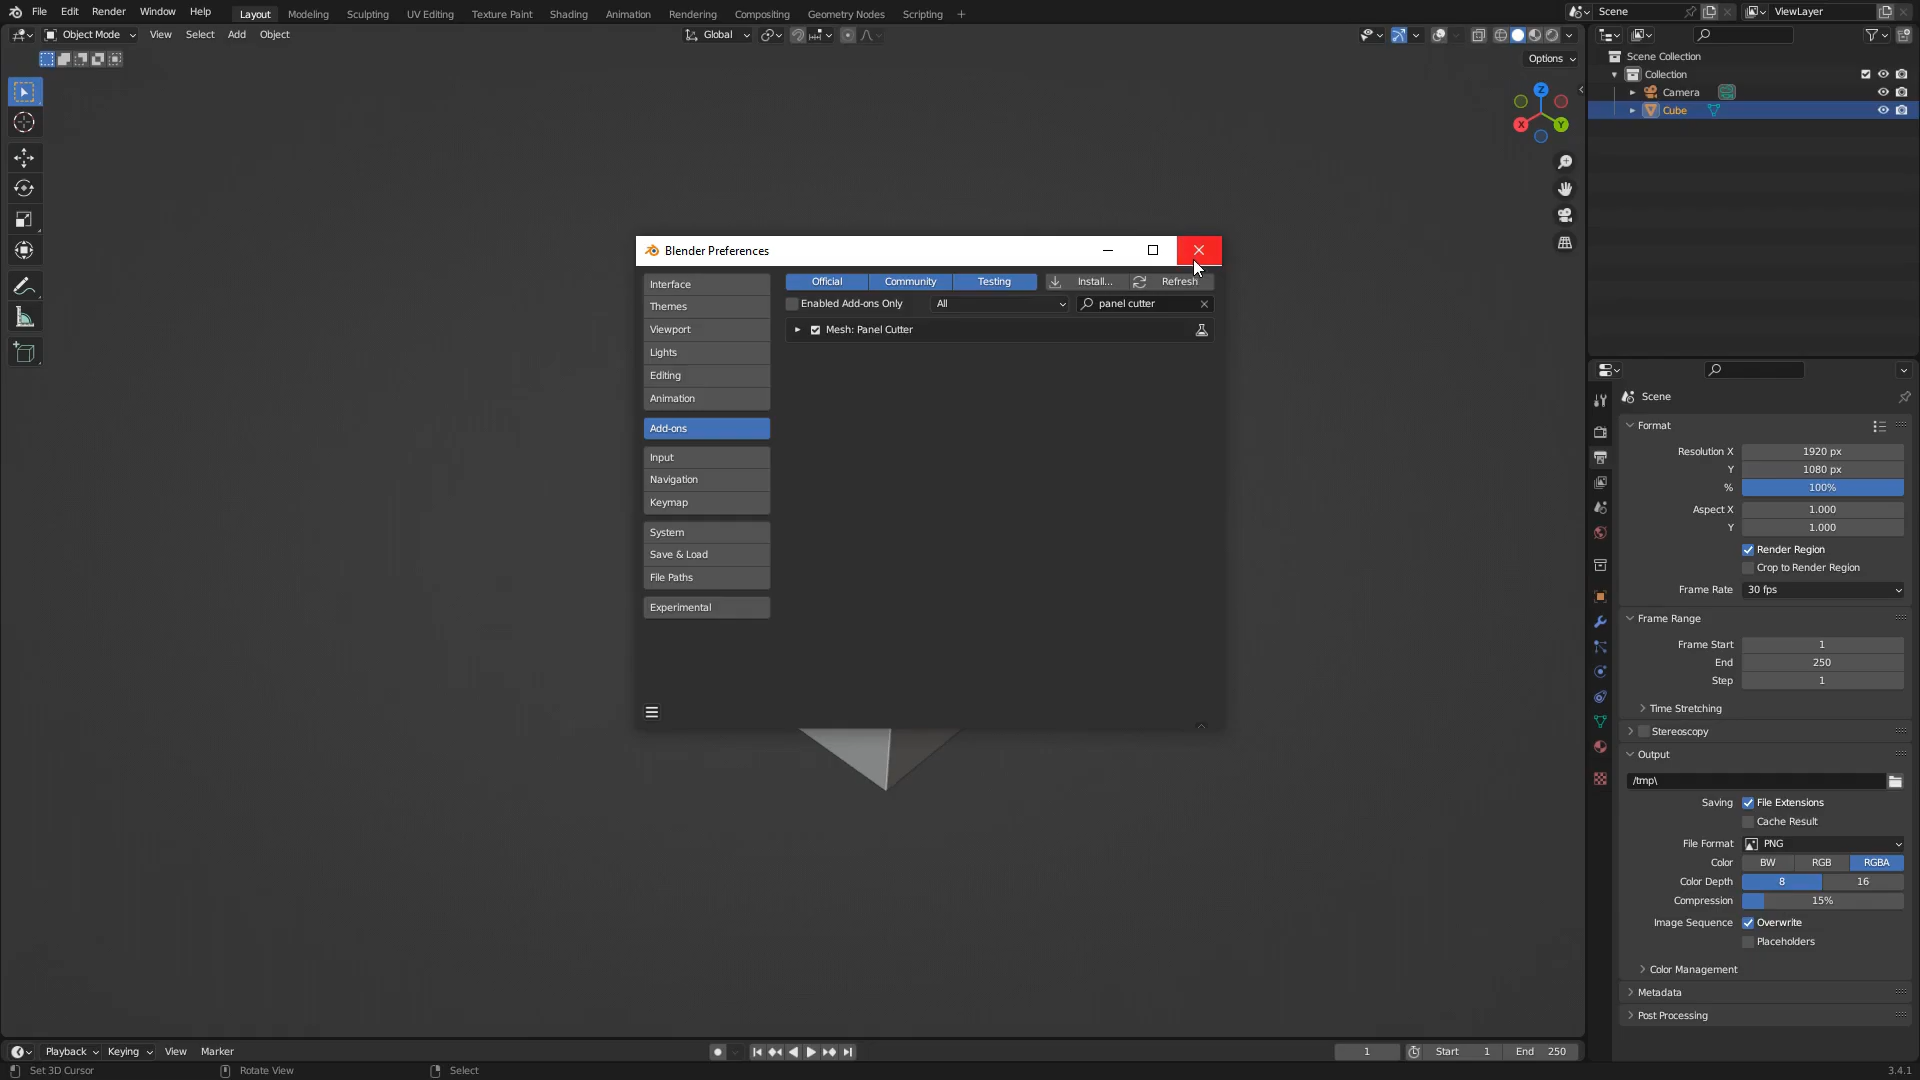 File Edit Render Window Help Layout Modeling Sculpting UV Editing Texture Paint Shading Animation Rendering Compositing Geometry Nodes Scripting + Scene ViewLayer
Object Mode View Select Add Object Global
Options
Z
X Y
Scene Collection
Collection
Camera
Cube
Blender Preferences
Interface
Themes
Viewport
Lights
Editing
Animation
Add-ons
Input
Navigation
Keymap
System
Save & Load
File Paths
Experimental
Official Community Testing Install... Refresh
Enabled Add-ons Only All panel cutter
Mesh: Panel Cutter
Scene
Format
Resolution X 1920 px
Y 1080 px
% 100%
Aspect X 1.000
Y 1.000
Render Region
Crop to Render Region
Frame Rate 30 fps
Frame Range
Frame Start 1
End 250
Step 1
Time Stretching
Stereoscopy
Output
/tmp\
Saving File Extensions
Cache Result
File Format PNG
Color BW RGB RGBA
Color Depth 8 16
Compression 15%
Image Sequence Overwrite
Placeholders
Color Management
Metadata
Post Processing
Playback Keying View Marker 1 Start 1 End 250
Set 3D Cursor Rotate View Select 3.4.1